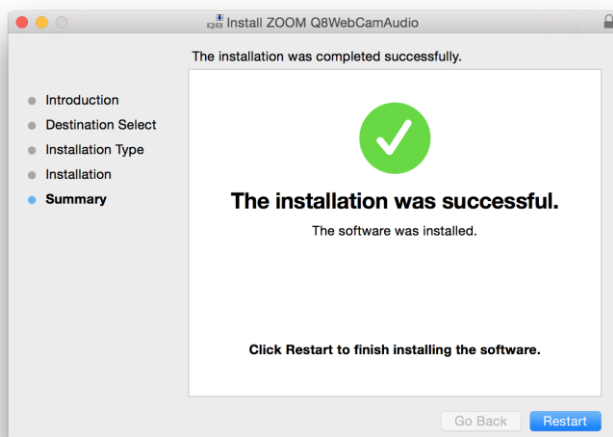 Install ZOOM Q8WebCamAudio
The installation was completed successfully.
Introduction
Destination Select
Installation Type
Installation
Summary
The installation was successful.
The software was installed.
Click Restart to finish installing the software.
Go Back
Restart